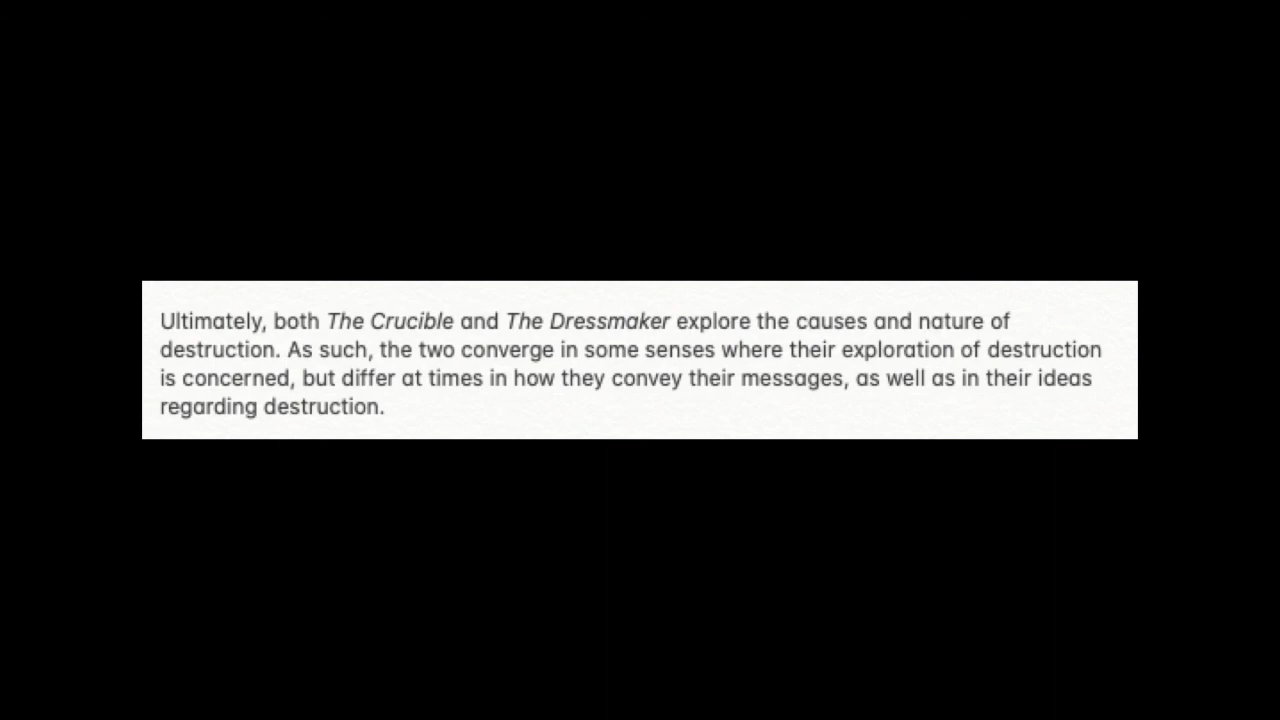 Ultimately, both The Crucible and The Dressmaker explore the causes and nature of
destruction. As such, the two converge in some senses where their exploration of destruction
is concerned, but differ at times in how they convey their messages, as well as in their ideas
regarding destruction.